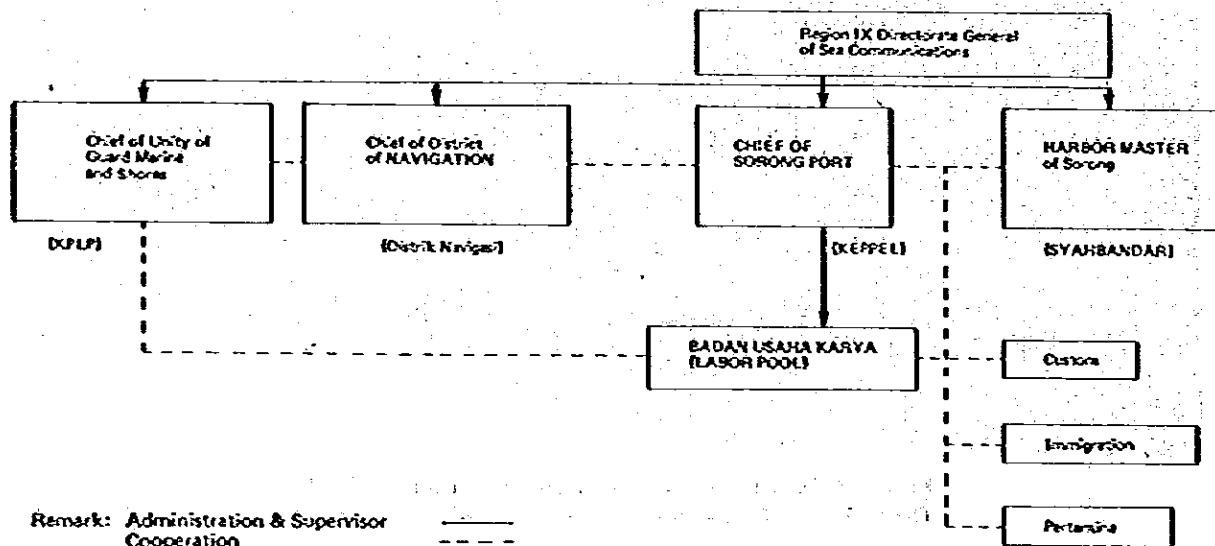 Region IX Directorate General
of Sea Communications
Chief of Unity of
Guard Marine
and Shores
Chief of District
of NAVIGATION
CHIEF OF
SORONG PORT
HARBOR MASTER
of Sorong
(KPLP)
(Distrik Navigasi)
(KEPPEL)
(SYAHBANDAR)
BADAN USAHA KARYA
(LABOR POOL)
Customs
Immigration
Pertamina
Remark: Administration & Supervisor
Cooperation